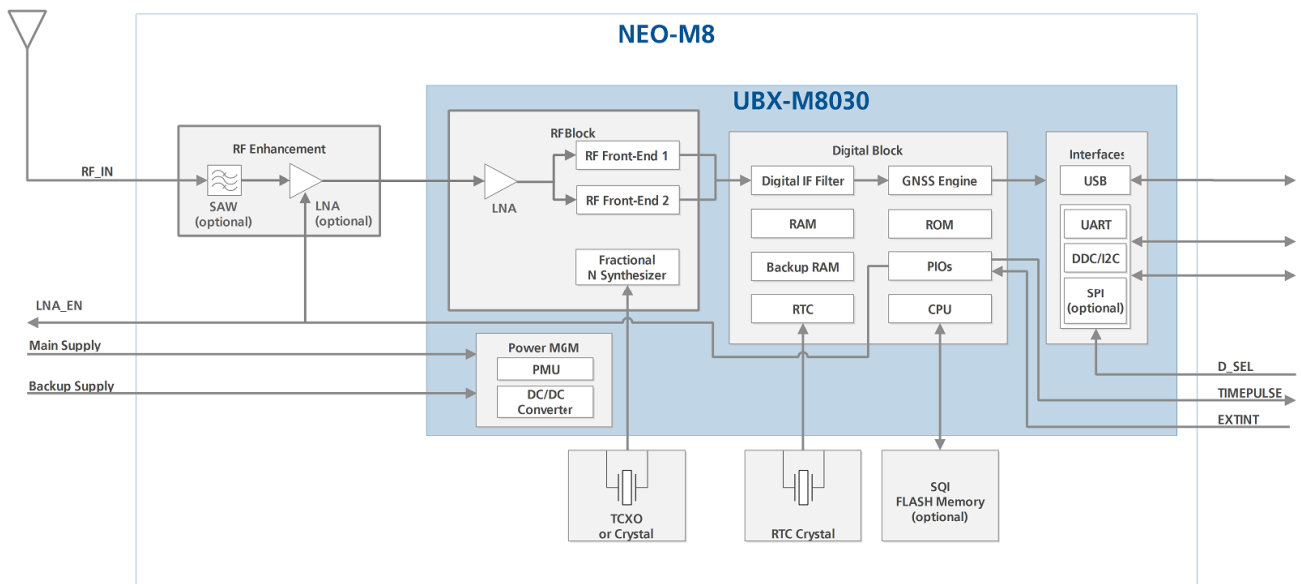 NEO-M8
UBX-M8030
RF_IN
RF Enhancement
SAW
(optional)
LNA
(optional)
RFBlock
LNA
RF Front-End 1
RF Front-End 2
Fractional
N Synthesizer
Digital Block
Digital IF Filter
GNSS Engine
RAM
ROM
Backup RAM
PIOs
RTC
CPU
Interfaces
USB
UART
DDC/I2C
SPI
(optional)
LNA_EN
Main Supply
Backup Supply
Power MGM
PMU
DC/DC
Converter
D_SEL
TIMEPULSE
EXTINT
TCXO
or Crystal
RTC Crystal
SQI
FLASH Memory
(optional)